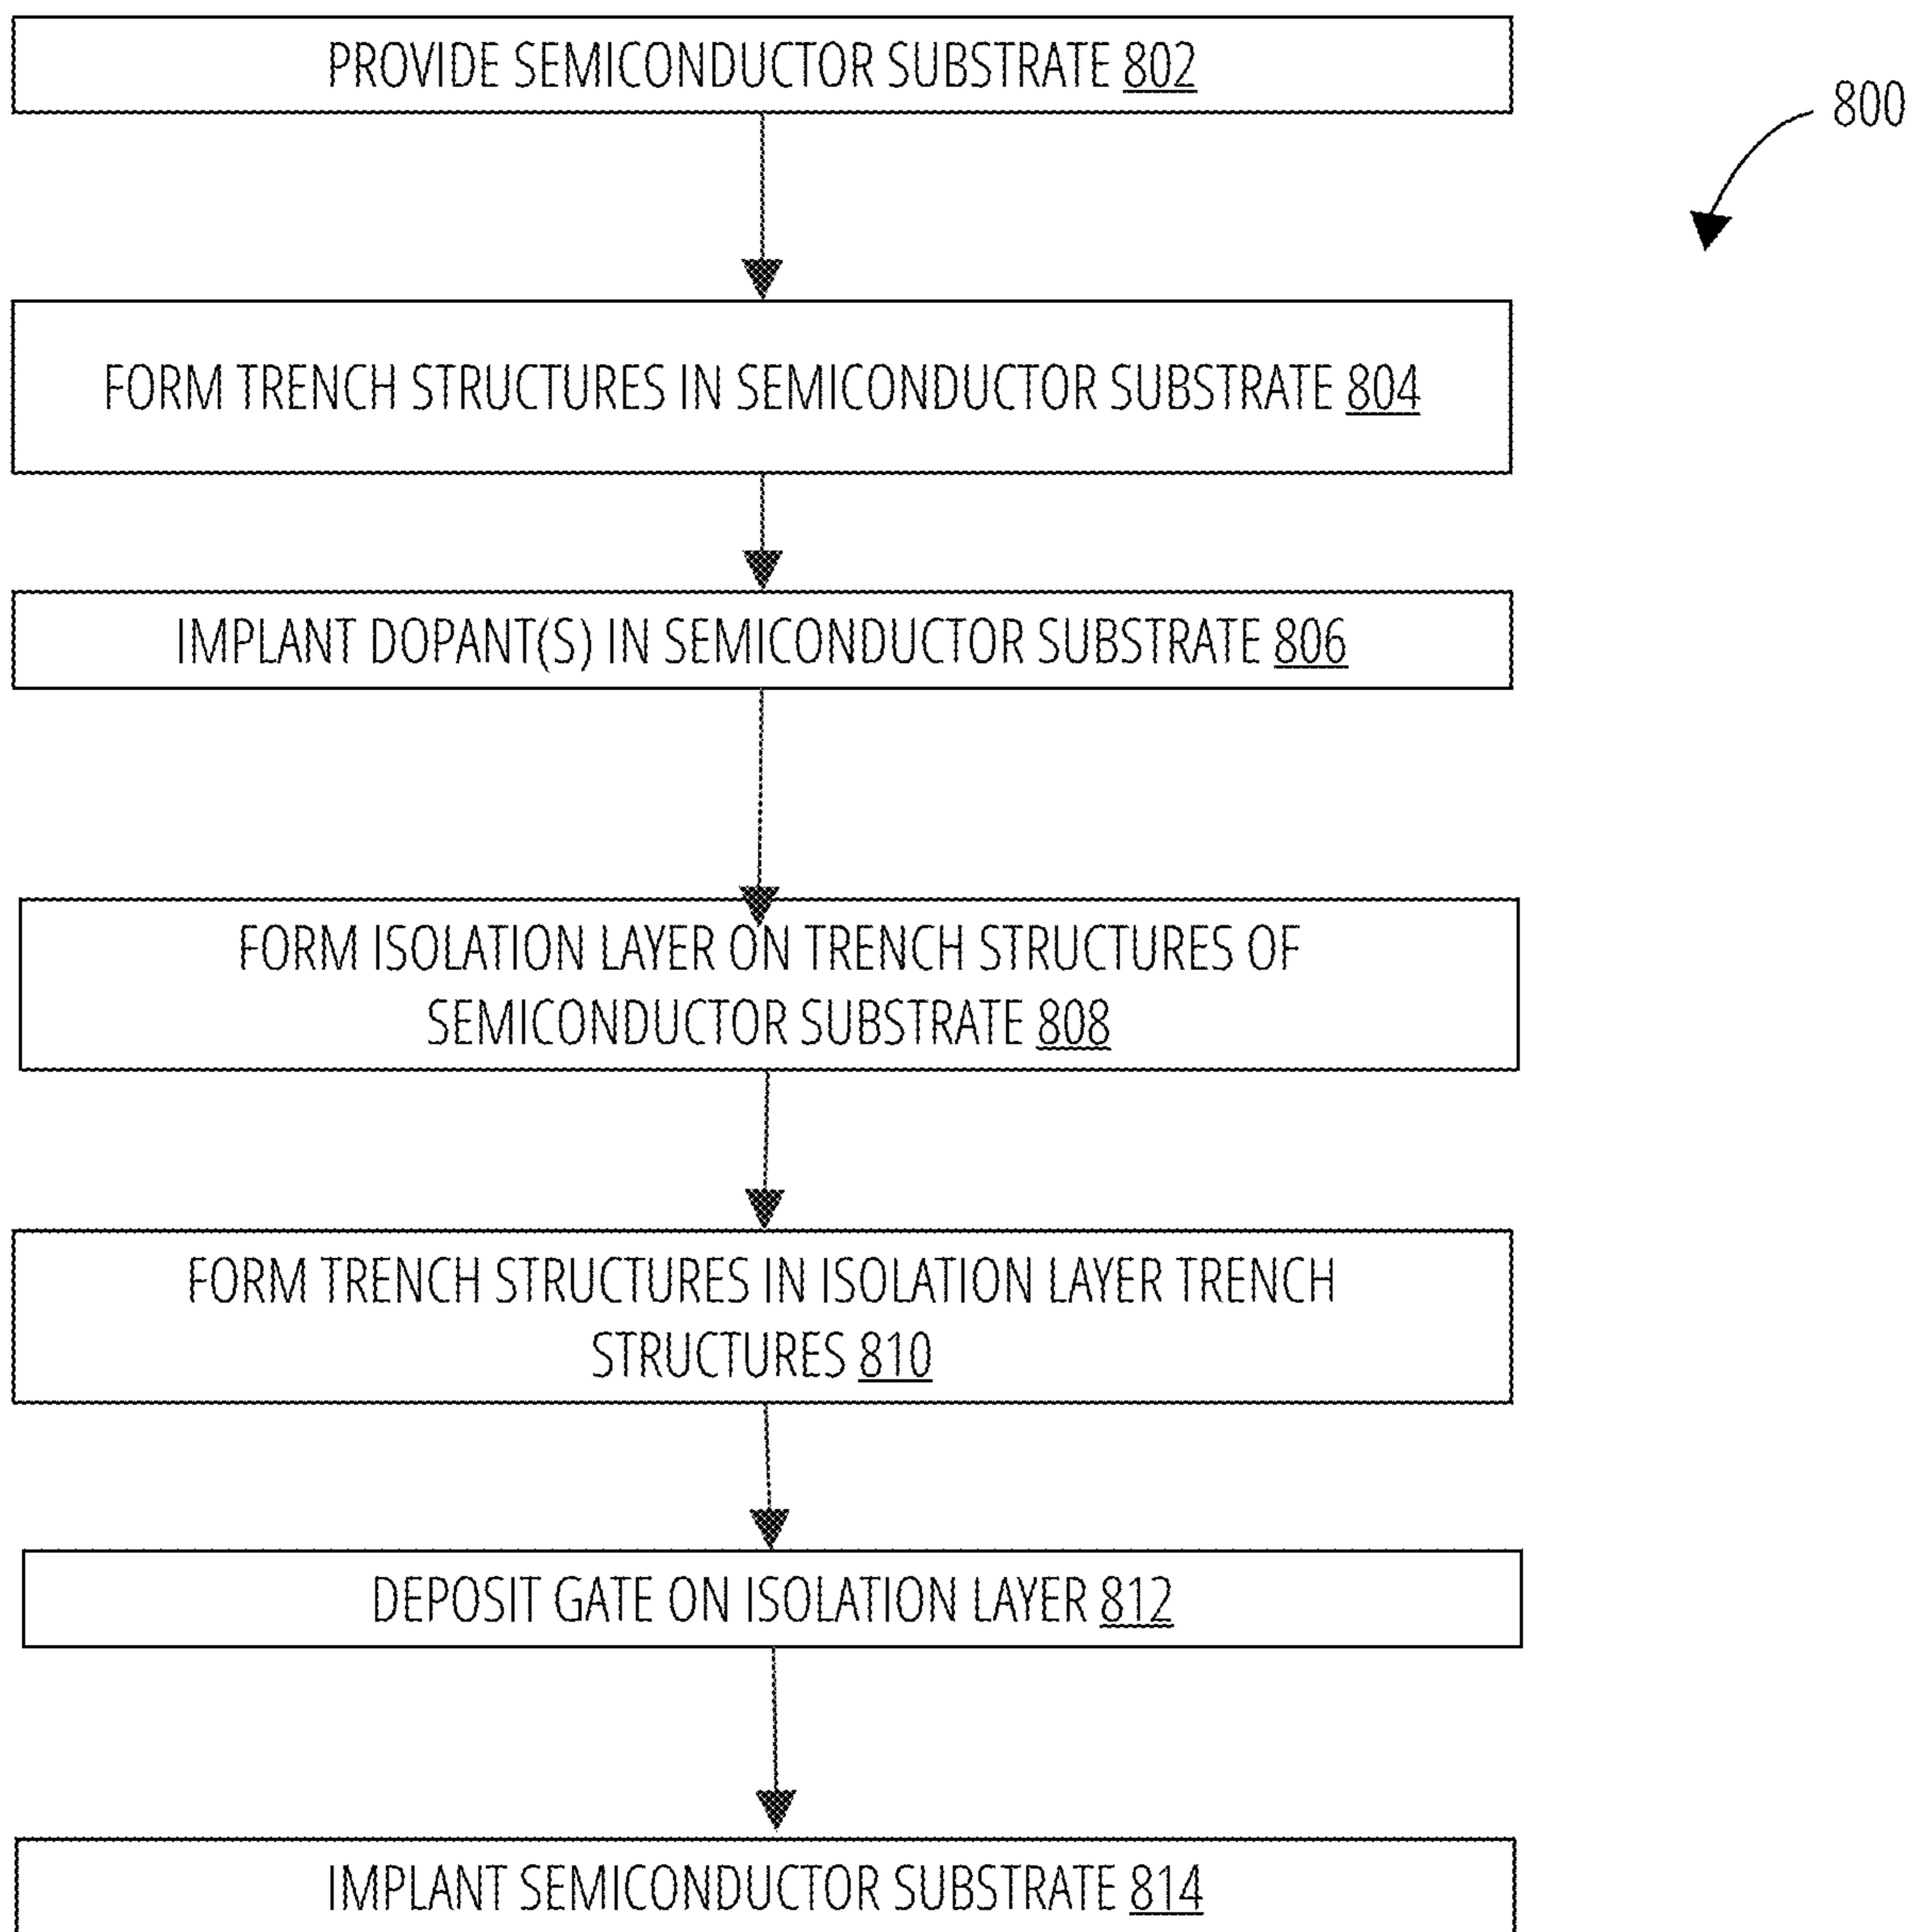 PROVIDE SEMICONDUCTOR SUBSTRATE 802
800
FORM TRENCH STRUCTURES IN SEMICONDUCTOR SUBSTRATE 804
IMPLANT DOPANT(S) IN SEMICONDUCTOR SUBSTRATE 806
FORM ISOLATION LAYER ON TRENCH STRUCTURES OF
SEMICONDUCTOR SUBSTRATE 808
FORM TRENCH STRUCTURES IN ISOLATION LAYER TRENCH
STRUCTURES 810
DEPOSIT GATE ON ISOLATION LAYER 812
IMPLANT SEMICONDUCTOR SUBSTRATE 814